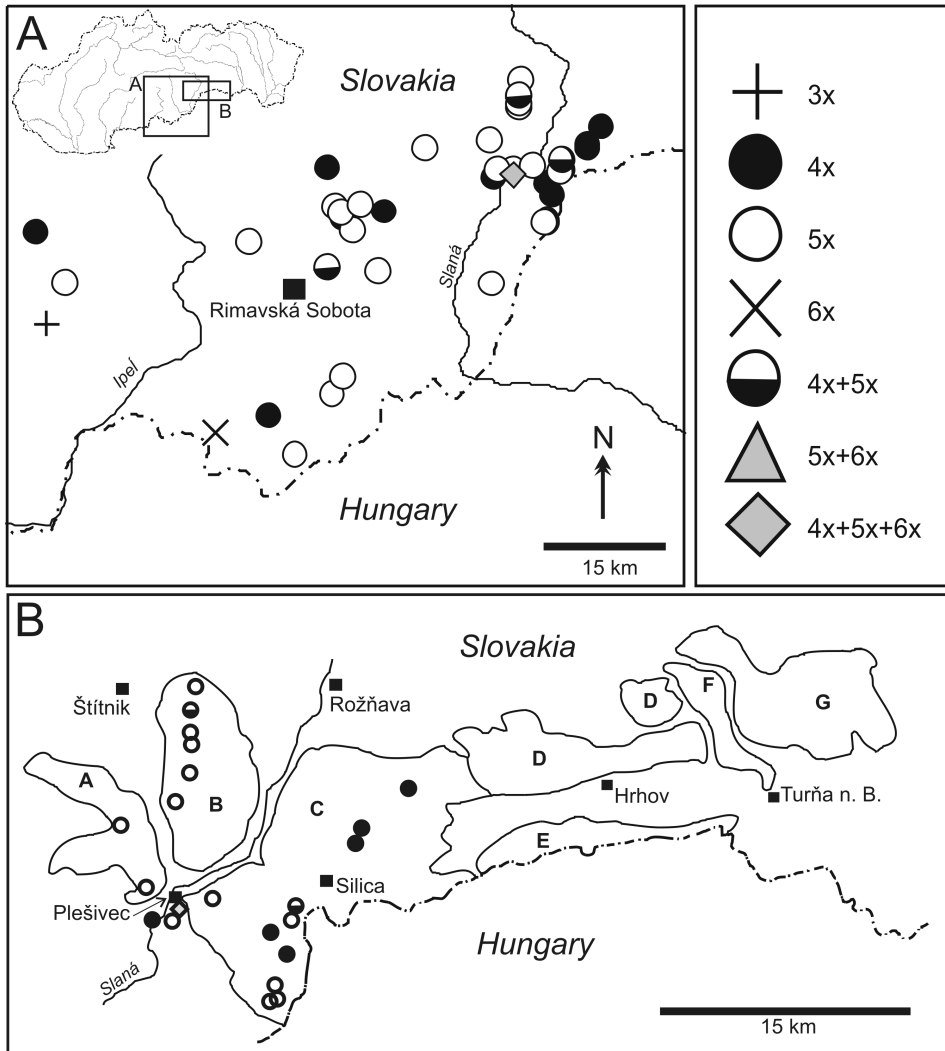 A
A
B
Slovakia
Slaná
Rimavská Sobota
Ipeľ
N
Hungary
15 km
3x
4x
5x
6x
4x+5x
5x+6x
4x+5x+6x
B
Slovakia
Štítnik
Rožňava
A
B
C
D
D
E
F
G
Hrhov
Turňa n. B.
Silica
Plešivec
Slaná
Hungary
15 km